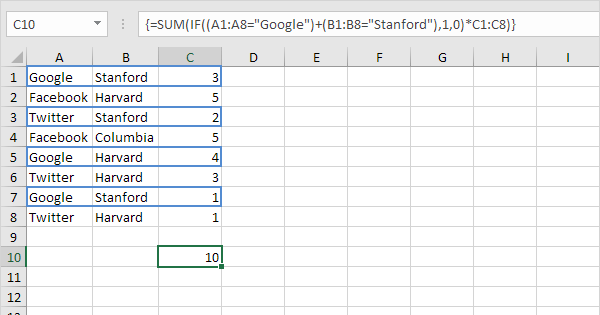 C10 {=SUM(IF((A1:A8="Google")+(B1:B8="Stanford"),1,0)*C1:C8)}
A B C D E F G H I
1 Google Stanford 3
2 Facebook Harvard 5
3 Twitter Stanford 2
4 Facebook Columbia 5
5 Google Harvard 4
6 Twitter Harvard 3
7 Google Stanford 1
8 Twitter Harvard 1
9
10 10
11
12
13